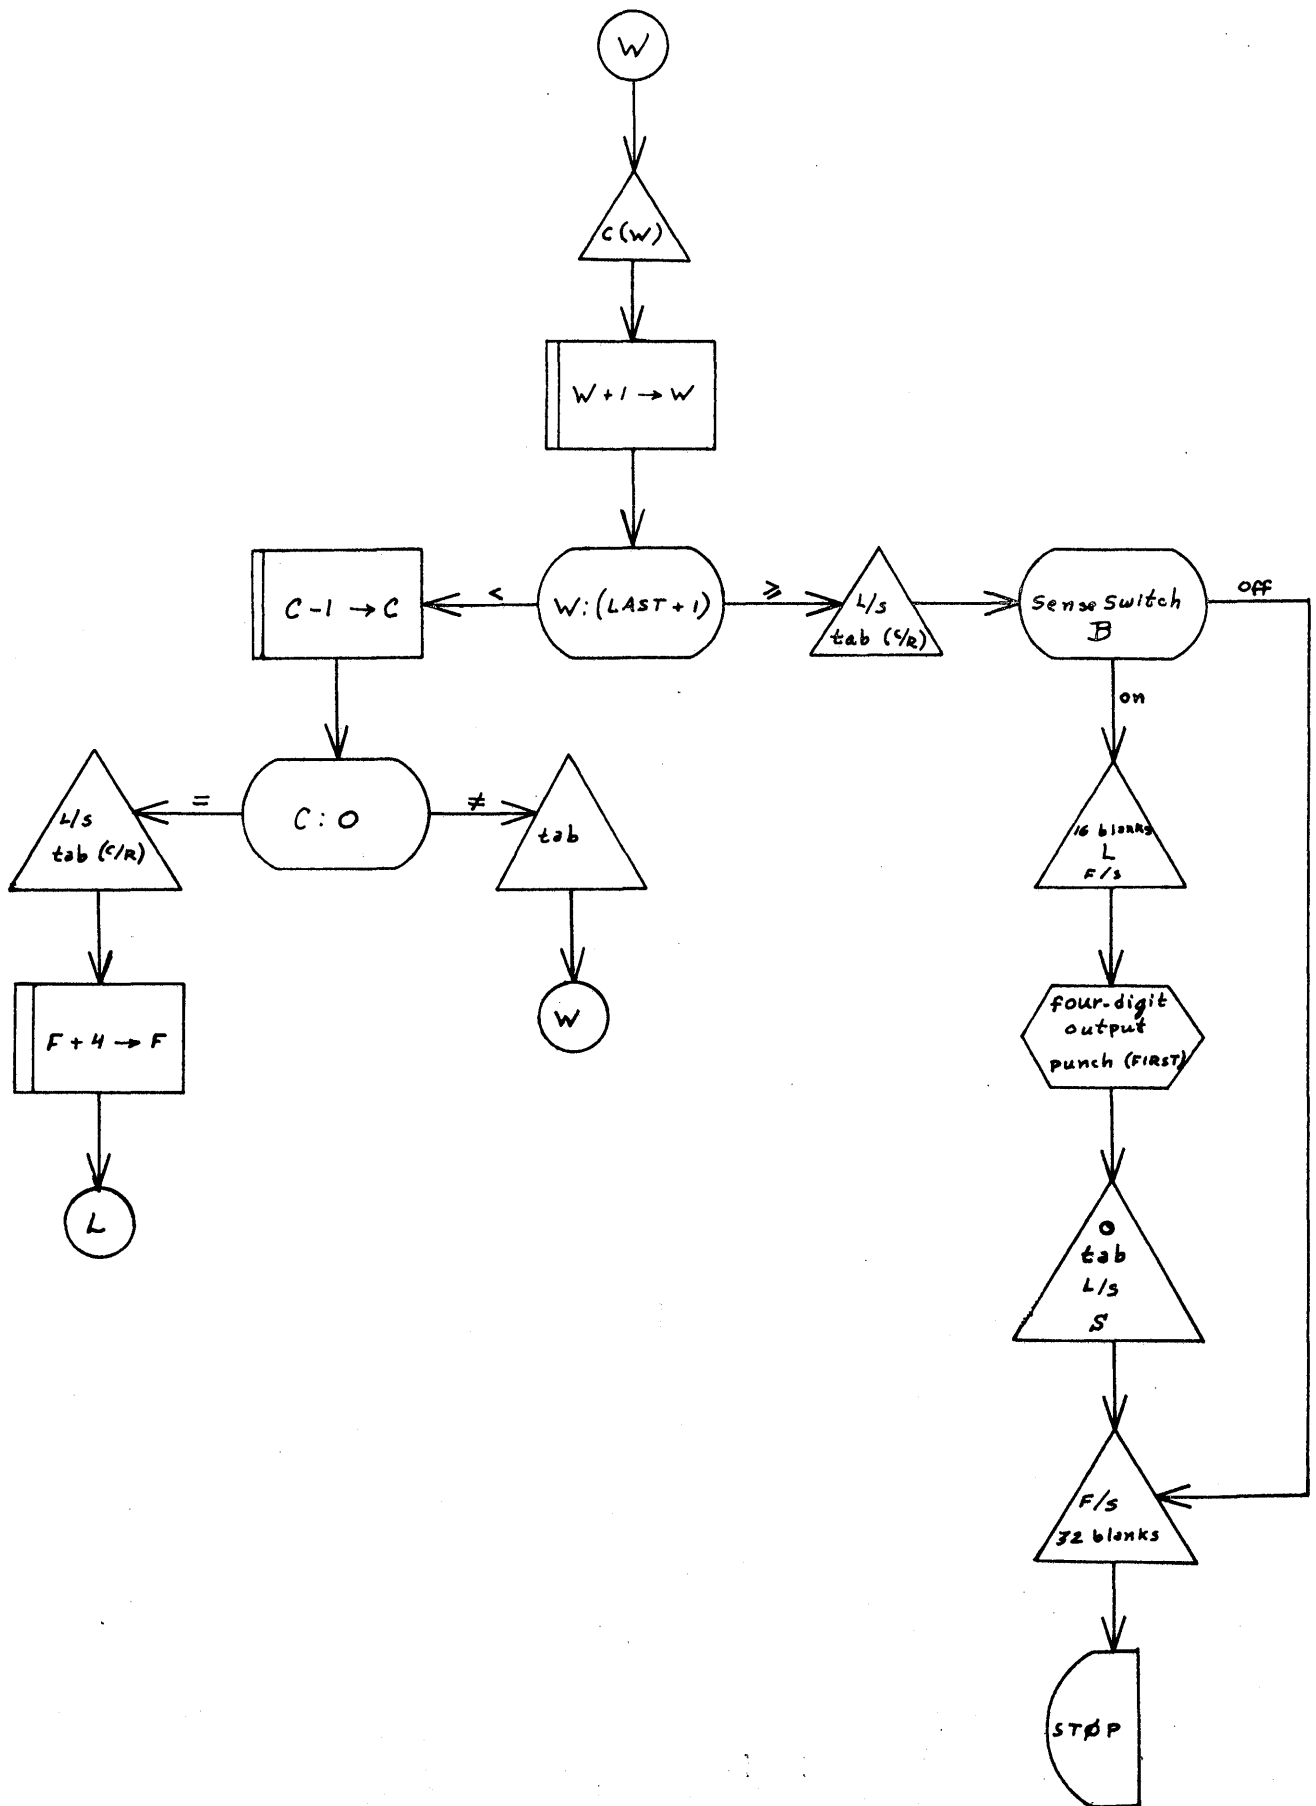 W
c(W)
W+1 → W
C-1 → C
<
W:(LAST+1)
≥
L/s
tab (C/R)
Sense Switch
B
off
on
L/s
tab (C/R)
=
C:0
≠
tab
16 blanks
L
F/s
F+4 → F
W
four-digit
output
punch (FIRST)
L
0
tab
L/s
S
F/s
32 blanks
STØP